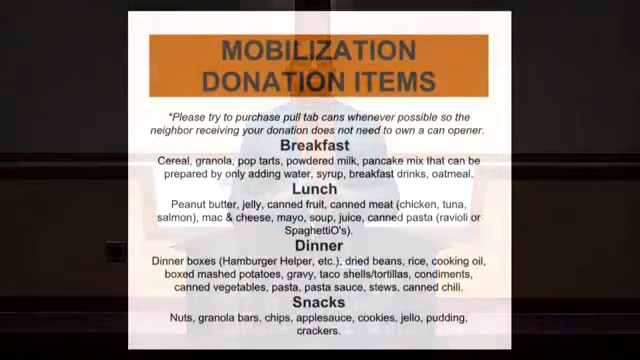 MOBILIZATION
DONATION ITEMS
*Please try to purchase pull tab cans whenever possible so the
neighbor receiving your donation does not need to own a can opener.
Breakfast
Cereal, granola, pop tarts, powdered milk, pancake mix that can be
prepared by only adding water, syrup, breakfast drinks, oatmeal.
Lunch
Peanut butter, jelly, canned fruit, canned meat (chicken, tuna,
salmon), mac & cheese, mayo, soup, juice, canned pasta (ravioli or
SpaghettiO's).
Dinner
Dinner boxes (Hamburger Helper, etc.), dried beans, rice, cooking oil,
boxed mashed potatoes, gravy, taco shells/tortillas, condiments,
canned vegetables, pasta, pasta sauce, stews, canned chili.
Snacks
Nuts, granola bars, chips, applesauce, cookies, jello, pudding,
crackers.